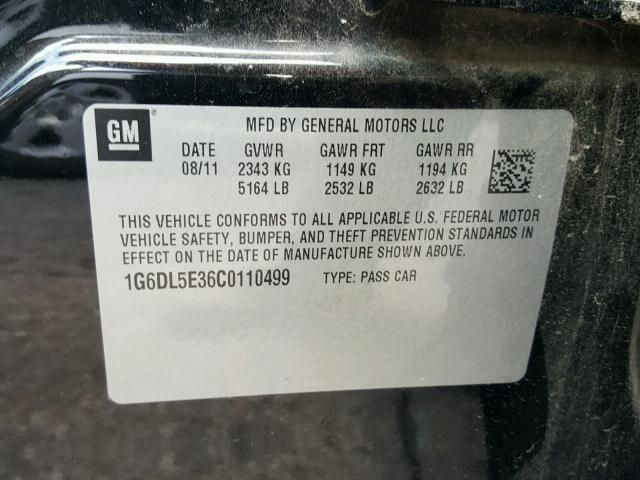 GM ®
MFD BY GENERAL MOTORS LLC
DATE GVWR GAWR FRT GAWR RR
08/11 2343 KG 1149 KG 1194 KG
5164 LB 2532 LB 2632 LB
THIS VEHICLE CONFORMS TO ALL APPLICABLE U.S. FEDERAL MOTOR
VEHICLE SAFETY, BUMPER, AND THEFT PREVENTION STANDARDS IN
EFFECT ON THE DATE OF MANUFACTURE SHOWN ABOVE.
1G6DL5E36C0110499 TYPE: PASS CAR